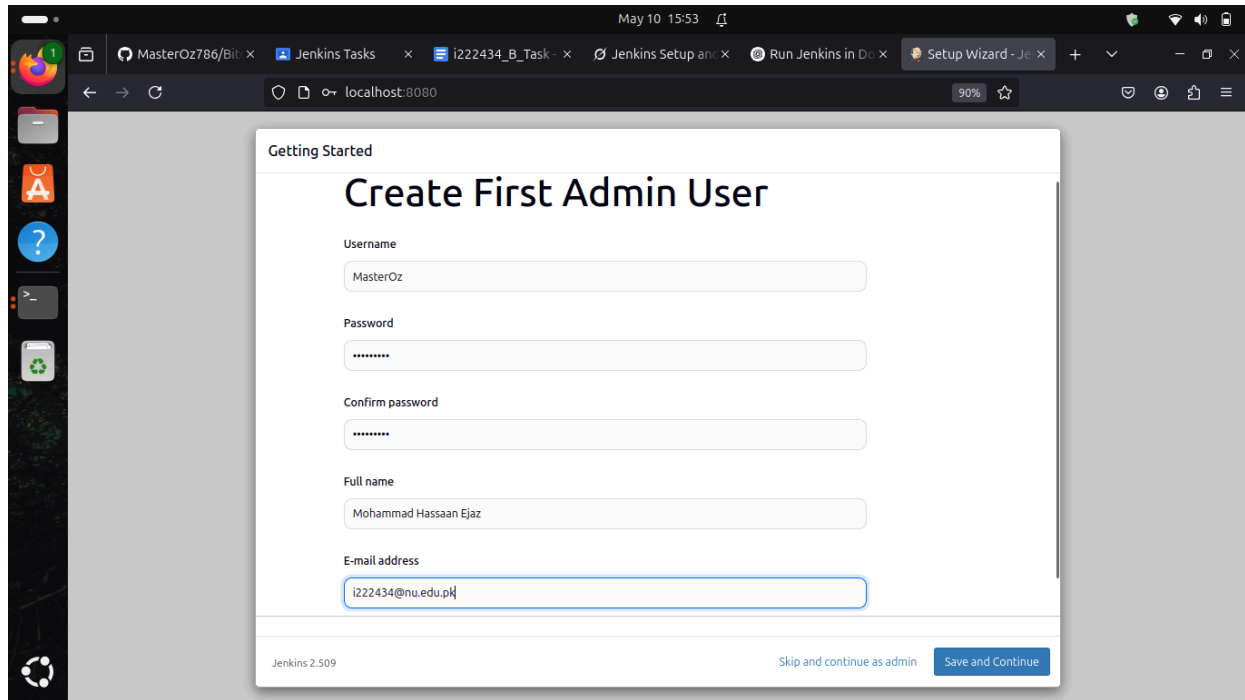 May 10 15:53
1
MasterOz786/Bit
Jenkins Tasks
i222434_B_Task -
Jenkins Setup and
Run Jenkins in Do
Setup Wizard - Je
localhost:8080
90%
Getting Started
Create First Admin User
Username
MasterOz
Password
•••••••••
Confirm password
•••••••••
Full name
Mohammad Hassaan Ejaz
E-mail address
i222434@nu.edu.pk
Jenkins 2.509
Skip and continue as admin
Save and Continue